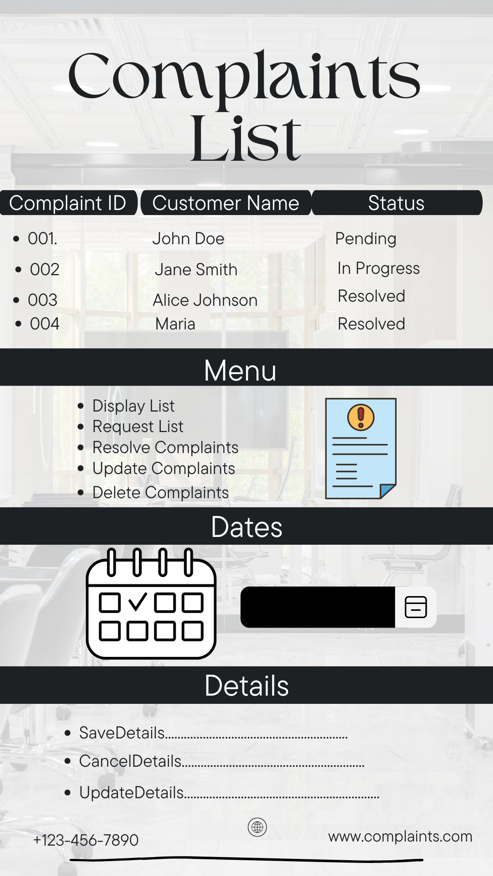 Complaints
List
Complaint ID Customer Name Status
• 001. John Doe Pending
• 002 Jane Smith In Progress
• 003 Alice Johnson Resolved
• 004 Maria Resolved
Menu
• Display List
• Request List
• Resolve Complaints
• Update Complaints
• Delete Complaints
Dates
Details
• SaveDetails............................................................
• CancelDetails............................................................
• UpdateDetails................................................................
+123-456-7890 www.complaints.com